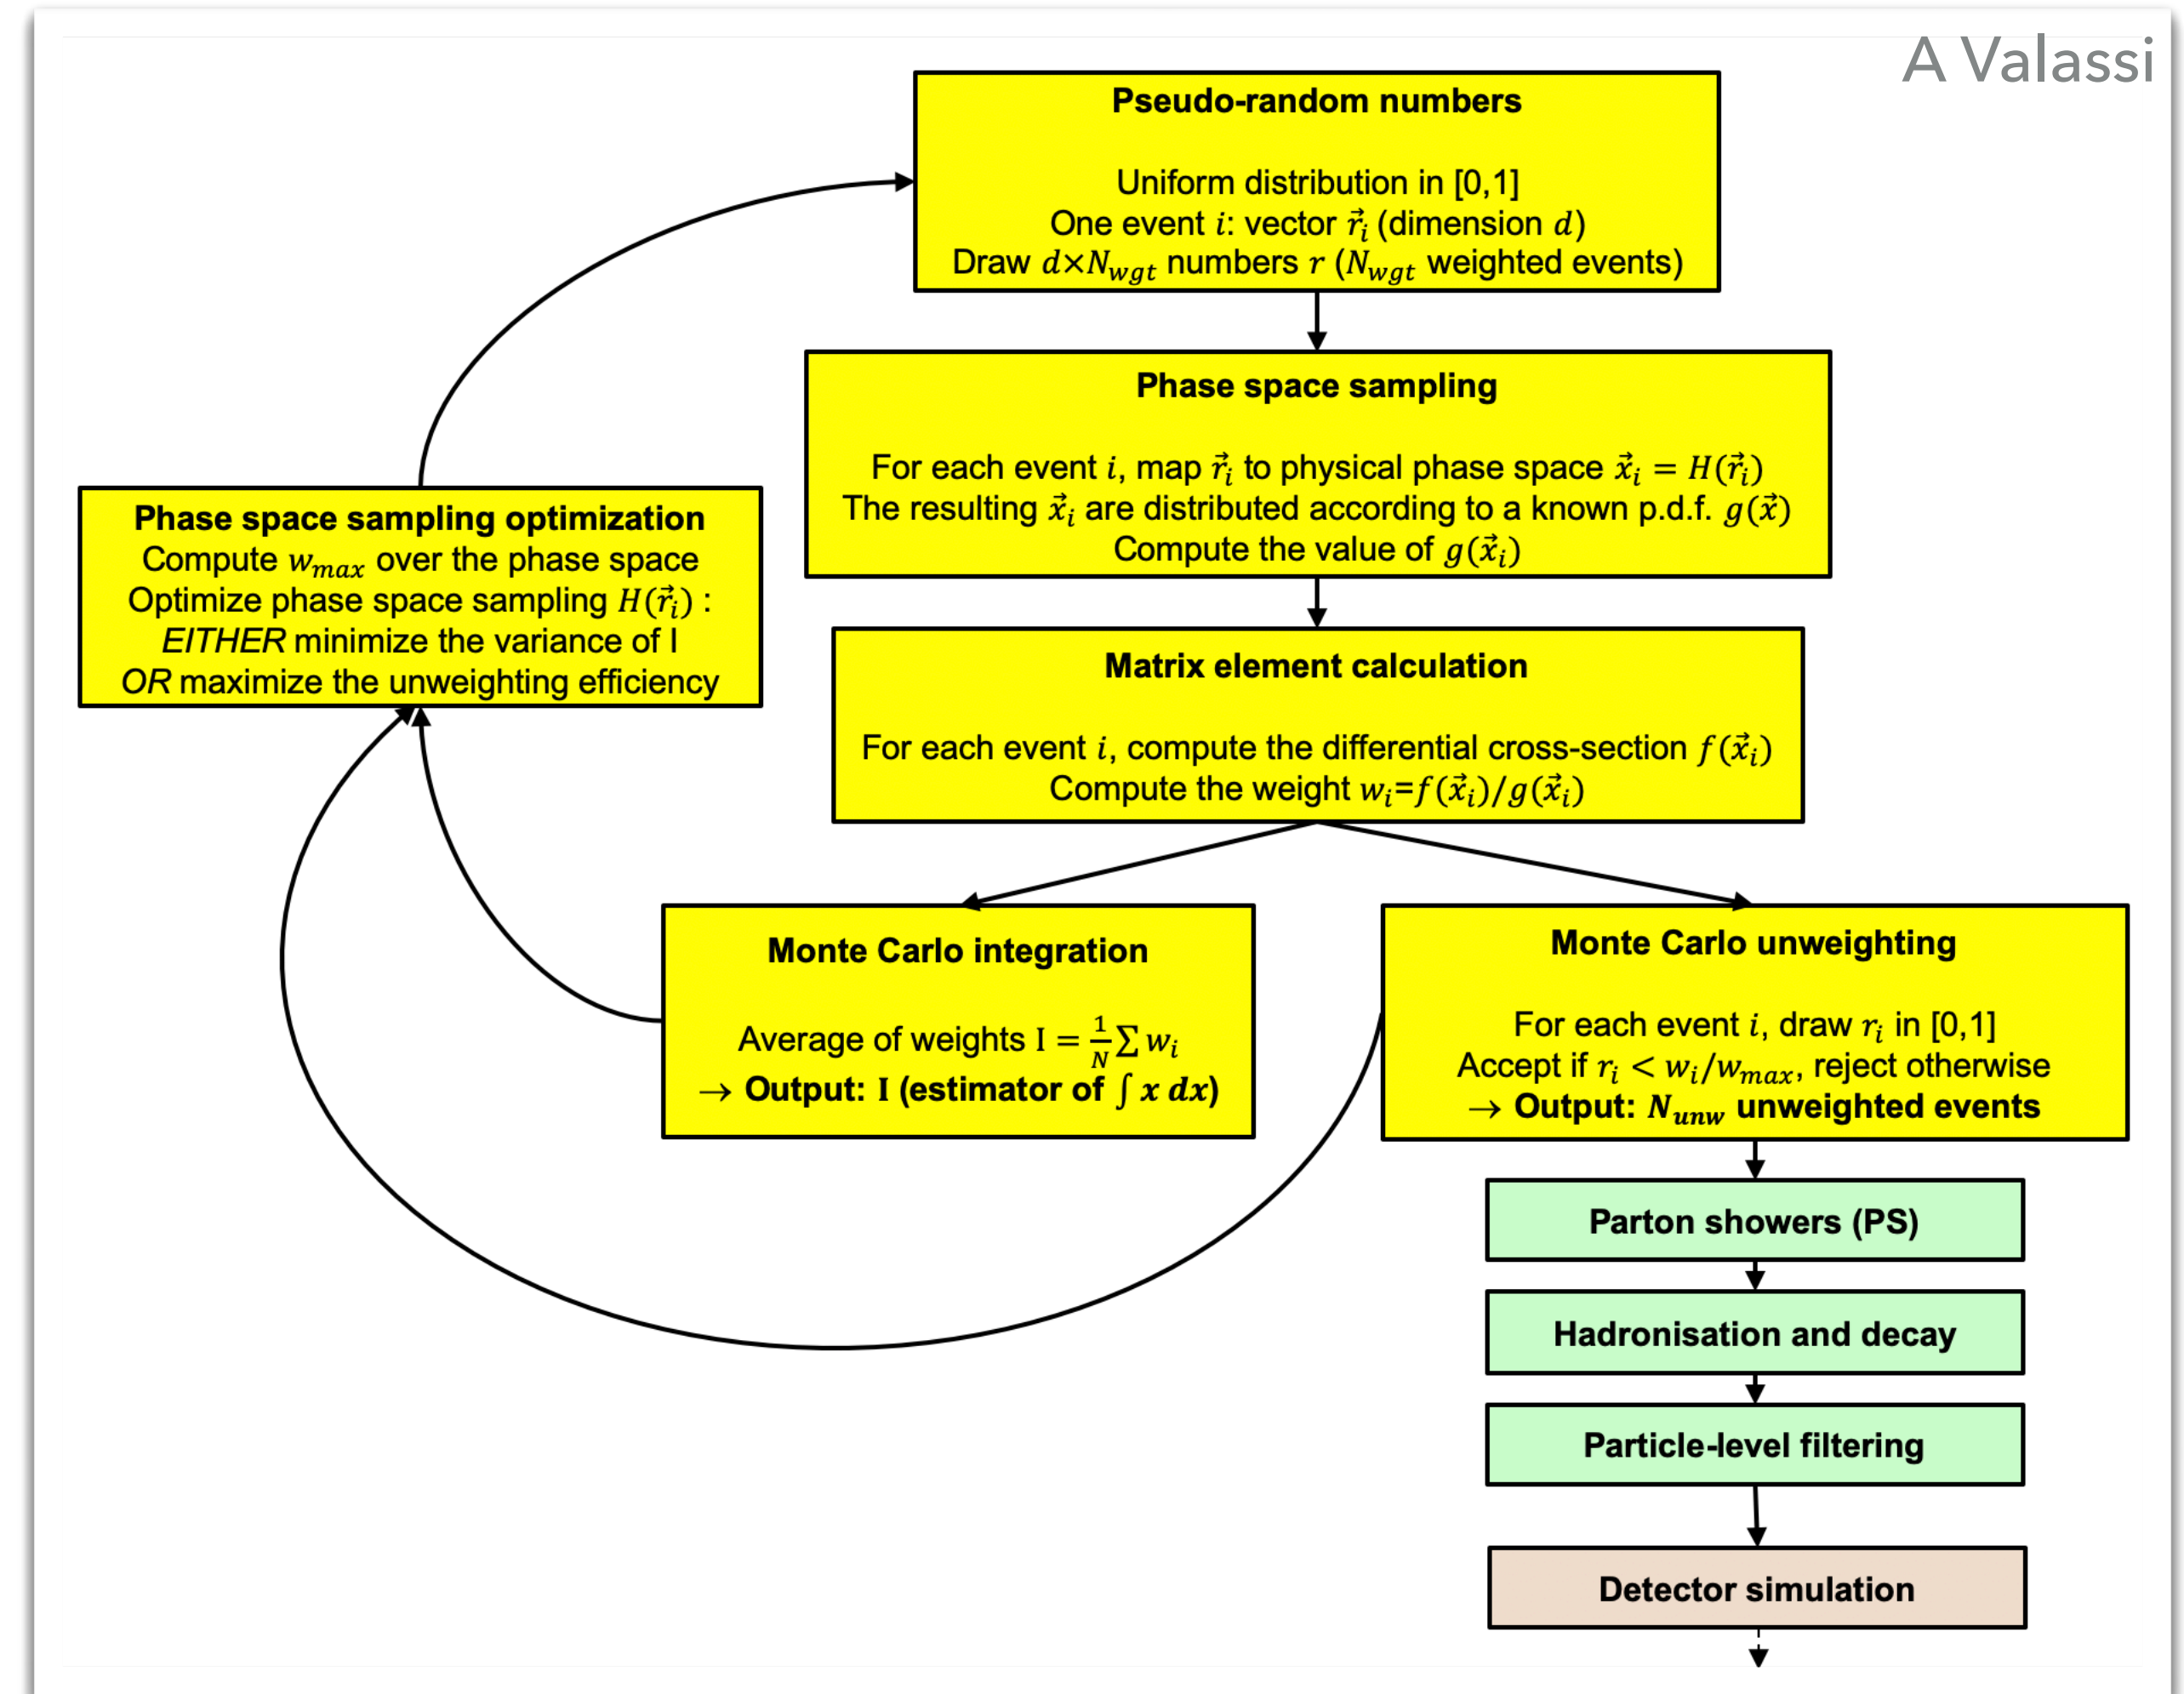 A Valassi
Pseudo-random numbers
Uniform distribution in [0,1]
One event i: vector r⃗ᵢ (dimension d)
Draw d×N_wgt numbers r (N_wgt weighted events)
Phase space sampling
For each event i, map r⃗ᵢ to physical phase space x⃗ᵢ = H(r⃗ᵢ)
The resulting x⃗ᵢ are distributed according to a known p.d.f. g(x⃗)
Compute the value of g(x⃗ᵢ)
Phase space sampling optimization
Compute w_max over the phase space
Optimize phase space sampling H(r⃗ᵢ) :
EITHER minimize the variance of I
OR maximize the unweighting efficiency
Matrix element calculation
For each event i, compute the differential cross-section f(x⃗ᵢ)
Compute the weight wᵢ=f(x⃗ᵢ)/g(x⃗ᵢ)
Monte Carlo integration
Average of weights I = 1/N ∑ wᵢ
→ Output: I (estimator of ∫ x dx)
Monte Carlo unweighting
For each event i, draw rᵢ in [0,1]
Accept if rᵢ < wᵢ/w_max, reject otherwise
→ Output: N_unw unweighted events
Parton showers (PS)
Hadronisation and decay
Particle-level filtering
Detector simulation